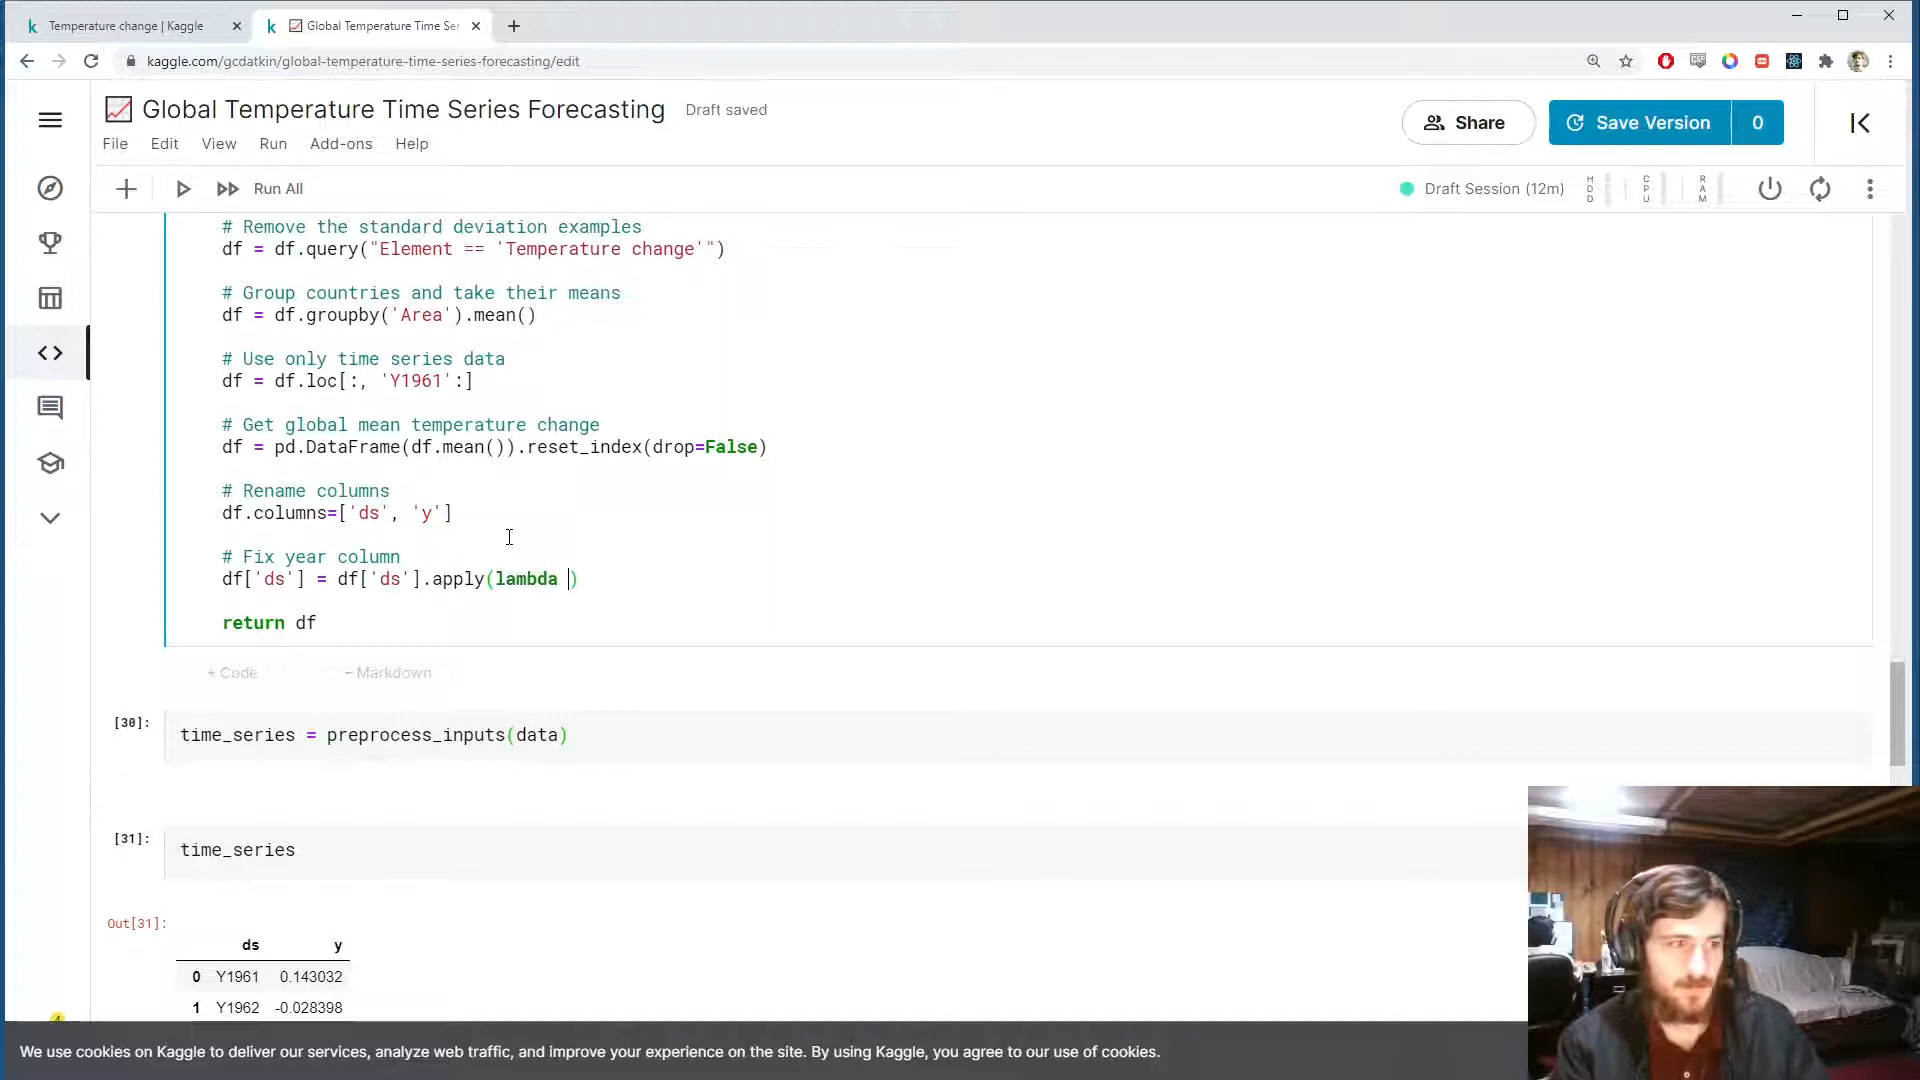 Temperature change | Kaggle
Global Temperature Time Ser
kaggle.com/gcdatkin/global-temperature-time-series-forecasting/edit
Global Temperature Time Series Forecasting
Draft saved
Share
Save Version
0
File Edit View Run Add-ons Help
Run All
Draft Session (12m)
HDD
CPU
RAM
# Remove the standard deviation examples
df = df.query("Element == 'Temperature change'")
# Group countries and take their means
df = df.groupby('Area').mean()
# Use only time series data
df = df.loc[:, 'Y1961':]
# Get global mean temperature change
df = pd.DataFrame(df.mean()).reset_index(drop=False)
# Rename columns
df.columns=['ds', 'y']
# Fix year column
df['ds'] = df['ds'].apply(lambda )
return df
+ Code
Markdown
[30]:
time_series = preprocess_inputs(data)
[31]:
time_series
Out[31]:
ds y
0 Y1961 0.143032
1 Y1962 -0.028398
We use cookies on Kaggle to deliver our services, analyze web traffic, and improve your experience on the site. By using Kaggle, you agree to our use of cookies.